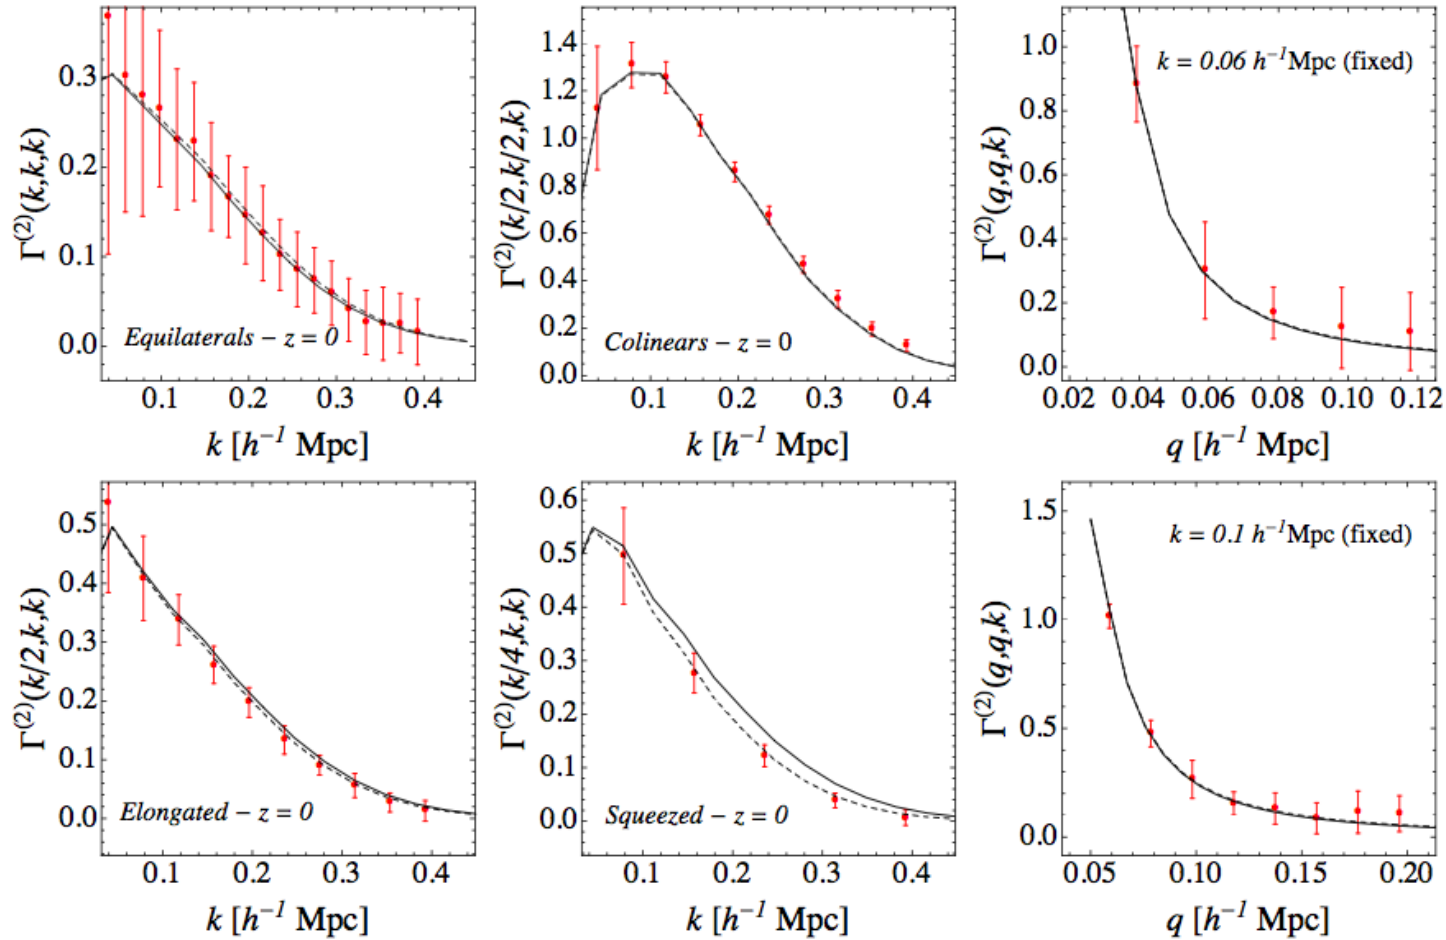 Γ(2)(k,k,k)
0.3
0.2
0.1
0.0
Equilaterals – z = 0
0.1 0.2 0.3 0.4
k [h-1 Mpc]
Γ(2)(k/2,k/2,k)
1.4
1.2
1.0
0.8
0.6
0.4
0.2
0.0
Colinears – z = 0
0.1 0.2 0.3 0.4
k [h-1 Mpc]
Γ(2)(q,q,k)
1.0
0.8
0.6
0.4
0.2
0.0
k = 0.06 h-1Mpc (fixed)
0.02 0.04 0.06 0.08 0.10 0.12
q [h-1 Mpc]
Γ(2)(k/2,k,k)
0.5
0.4
0.3
0.2
0.1
0.0
Elongated – z = 0
0.1 0.2 0.3 0.4
k [h-1 Mpc]
Γ(2)(k/4,k,k)
0.6
0.5
0.4
0.3
0.2
0.1
0.0
Squeezed – z = 0
0.1 0.2 0.3 0.4
k [h-1 Mpc]
Γ(2)(q,q,k)
1.5
1.0
0.5
0.0
k = 0.1 h-1Mpc (fixed)
0.05 0.10 0.15 0.20
q [h-1 Mpc]